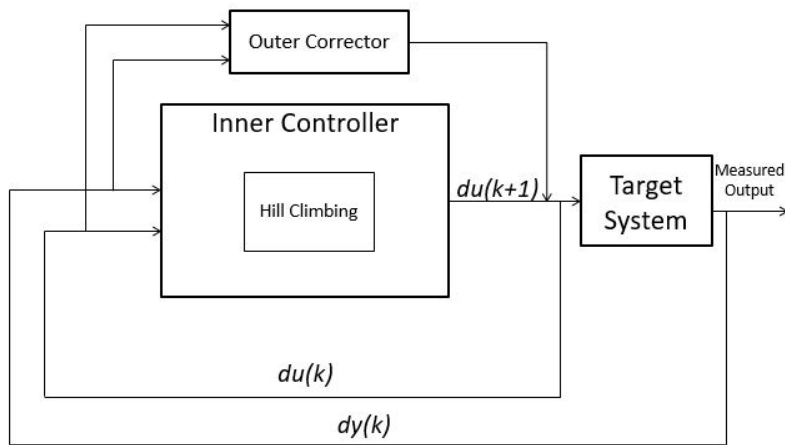 Outer Corrector
Inner Controller
Hill Climbing
du(k+1)
Target
System
Measured
Output
du(k)
dy(k)